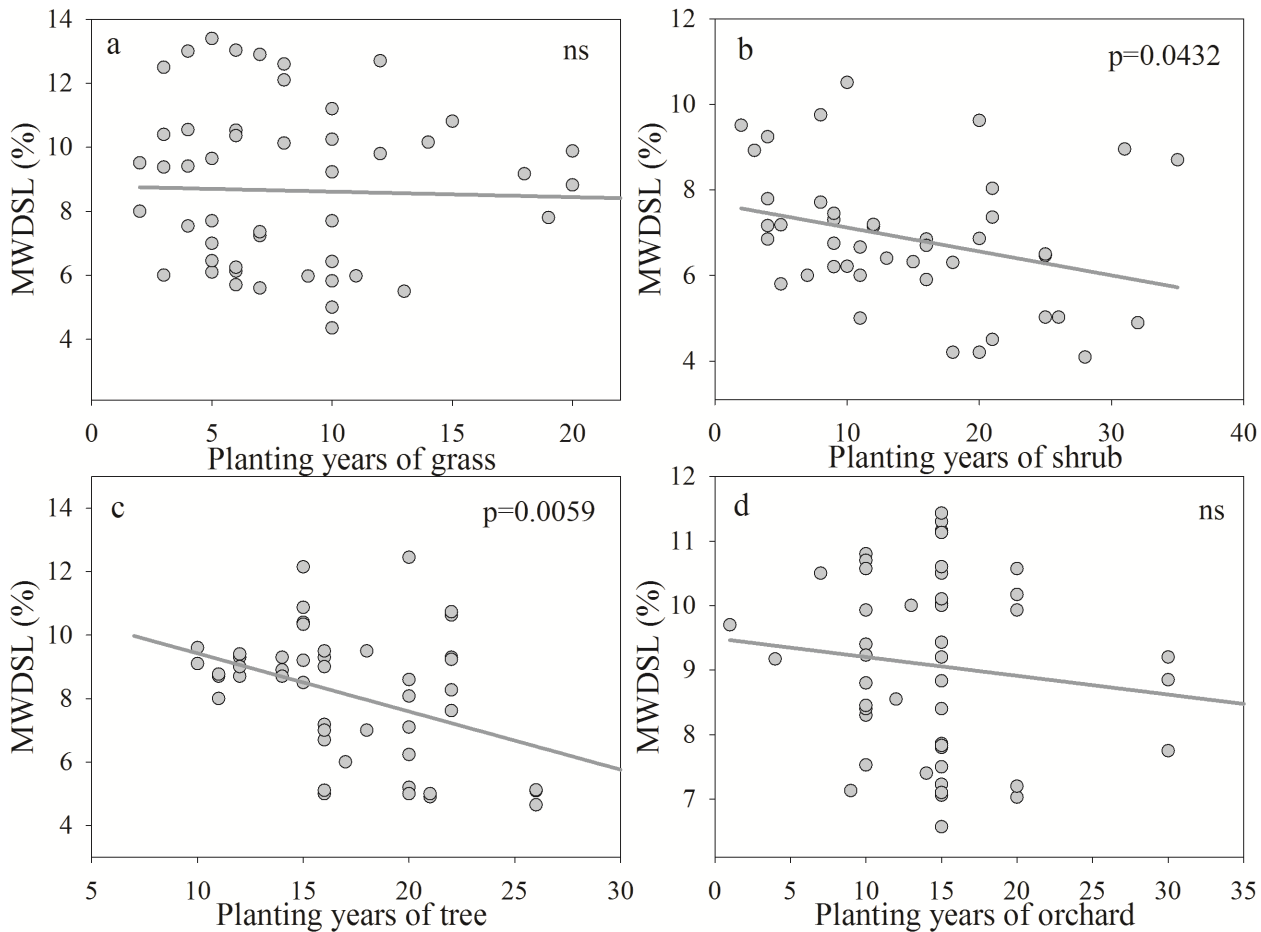 a
ns
MWDSL (%)
14
12
10
8
6
4
0 5 10 15 20
Planting years of grass
b
p=0.0432
MWDSL (%)
12
10
8
6
4
0 10 20 30 40
Planting years of shrub
c
p=0.0059
MWDSL (%)
14
12
10
8
6
4
5 10 15 20 25 30
Planting years of tree
d
ns
MWDSL (%)
12
11
10
9
8
7
0 5 10 15 20 25 30 35
Planting years of orchard